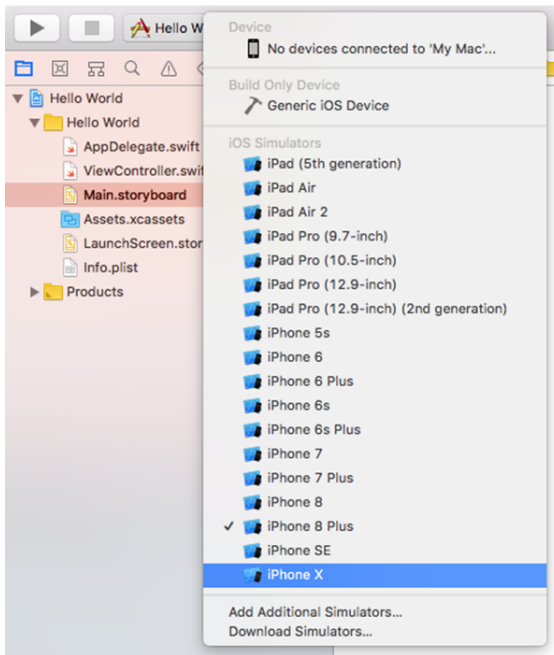 Hello W
Hello World
Hello World
AppDelegate.swift
ViewController.swif
Main.storyboard
Assets.xcassets
LaunchScreen.stor
Info.plist
Products
Device
No devices connected to 'My Mac'...
Build Only Device
Generic iOS Device
iOS Simulators
iPad (5th generation)
iPad Air
iPad Air 2
iPad Pro (9.7-inch)
iPad Pro (10.5-inch)
iPad Pro (12.9-inch)
iPad Pro (12.9-inch) (2nd generation)
iPhone 5s
iPhone 6
iPhone 6 Plus
iPhone 6s
iPhone 6s Plus
iPhone 7
iPhone 7 Plus
iPhone 8
iPhone 8 Plus
iPhone SE
iPhone X
Add Additional Simulators...
Download Simulators...